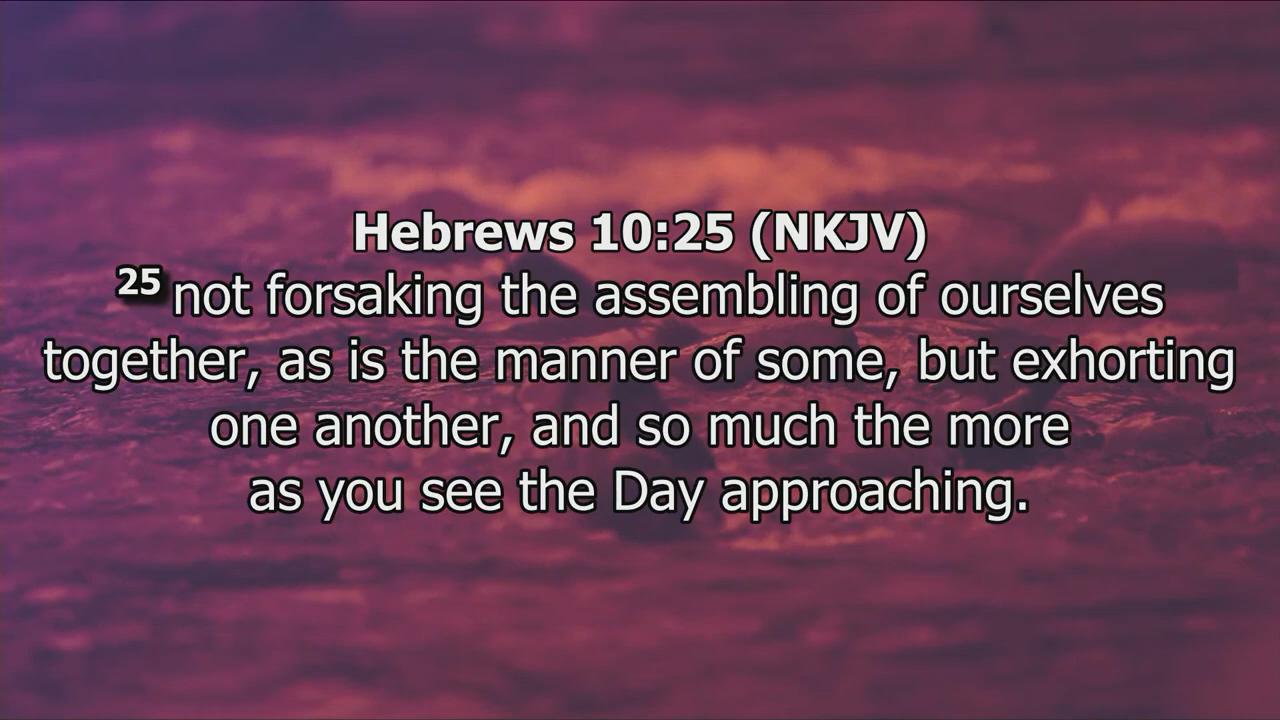 Hebrews 10:25 (NKJV)
25 not forsaking the assembling of ourselves
together, as is the manner of some, but exhorting
one another, and so much the more
as you see the Day approaching.